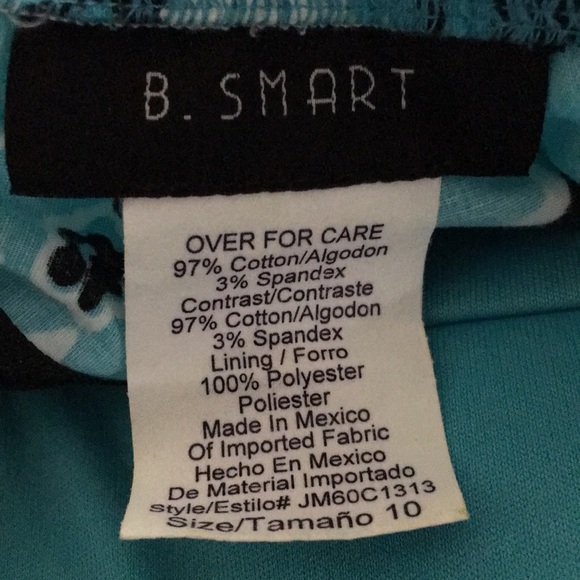 B. SMART
OVER FOR CARE
97% Cotton/Algodon
3% Spandex
Contrast/Contraste
97% Cotton/Algodon
3% Spandex
Lining / Forro
100% Polyester
Poliester
Made In Mexico
Of Imported Fabric
Hecho En Mexico
De Material Importado
Style/Estilo# JM60C1313
Size/Tamaño 10